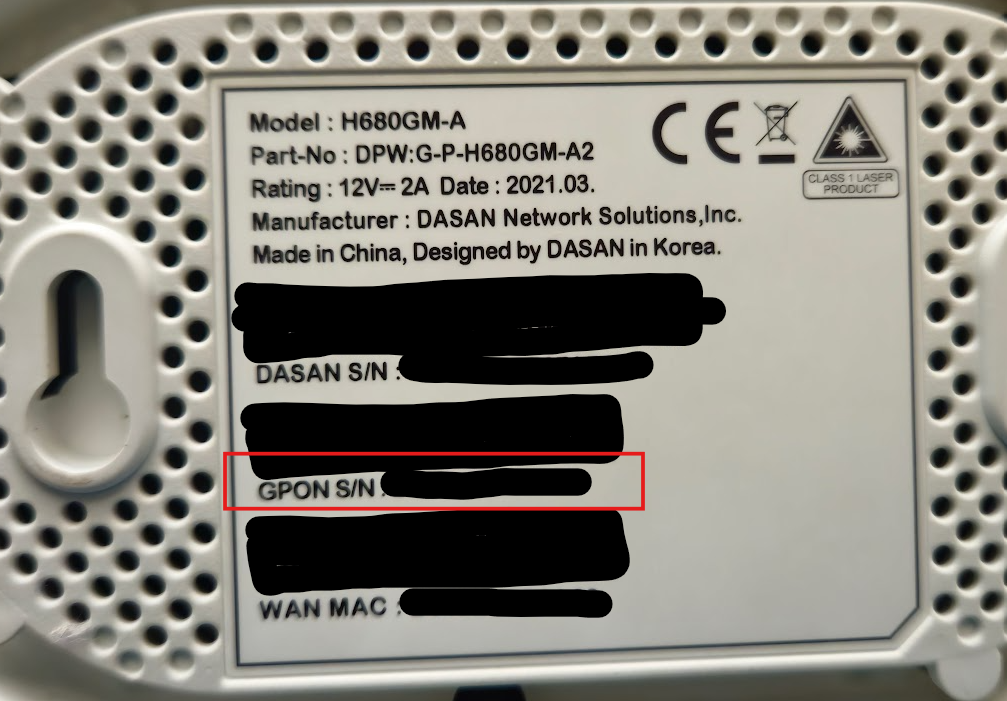 Model : H680GM-A
Part-No : DPW:G-P-H680GM-A2
Rating : 12V⎓ 2A Date : 2021.03.
Manufacturer : DASAN Network Solutions,Inc.
Made in China, Designed by DASAN in Korea.
CE
CLASS 1 LASER
PRODUCT
DASAN S/N :
GPON S/N :
WAN MAC :